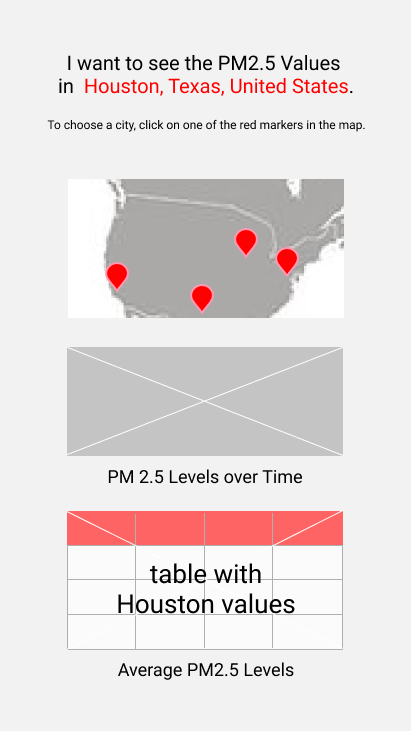 I want to see the PM2.5 Values
in Houston, Texas, United States.
To choose a city, click on one of the red markers in the map.
PM 2.5 Levels over Time
table with
Houston values
Average PM2.5 Levels